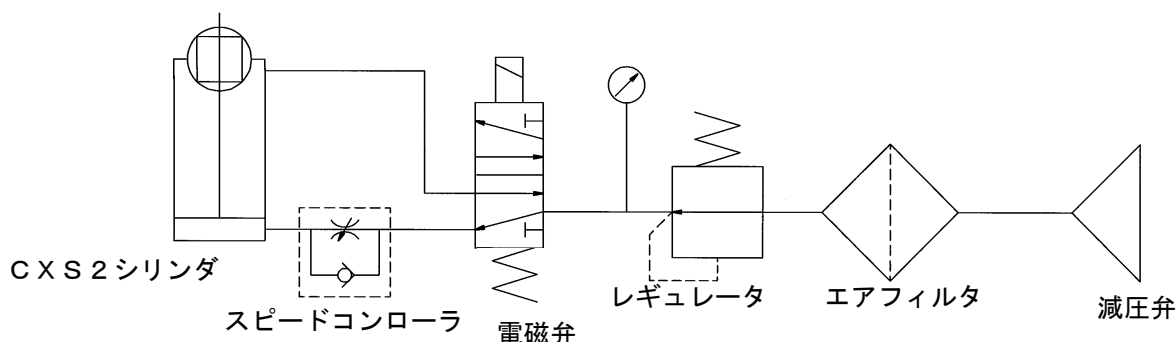 ＣＸＳ２シリンダ
スピードコンローラ
電磁弁
レギュレータ
エアフィルタ
減圧弁